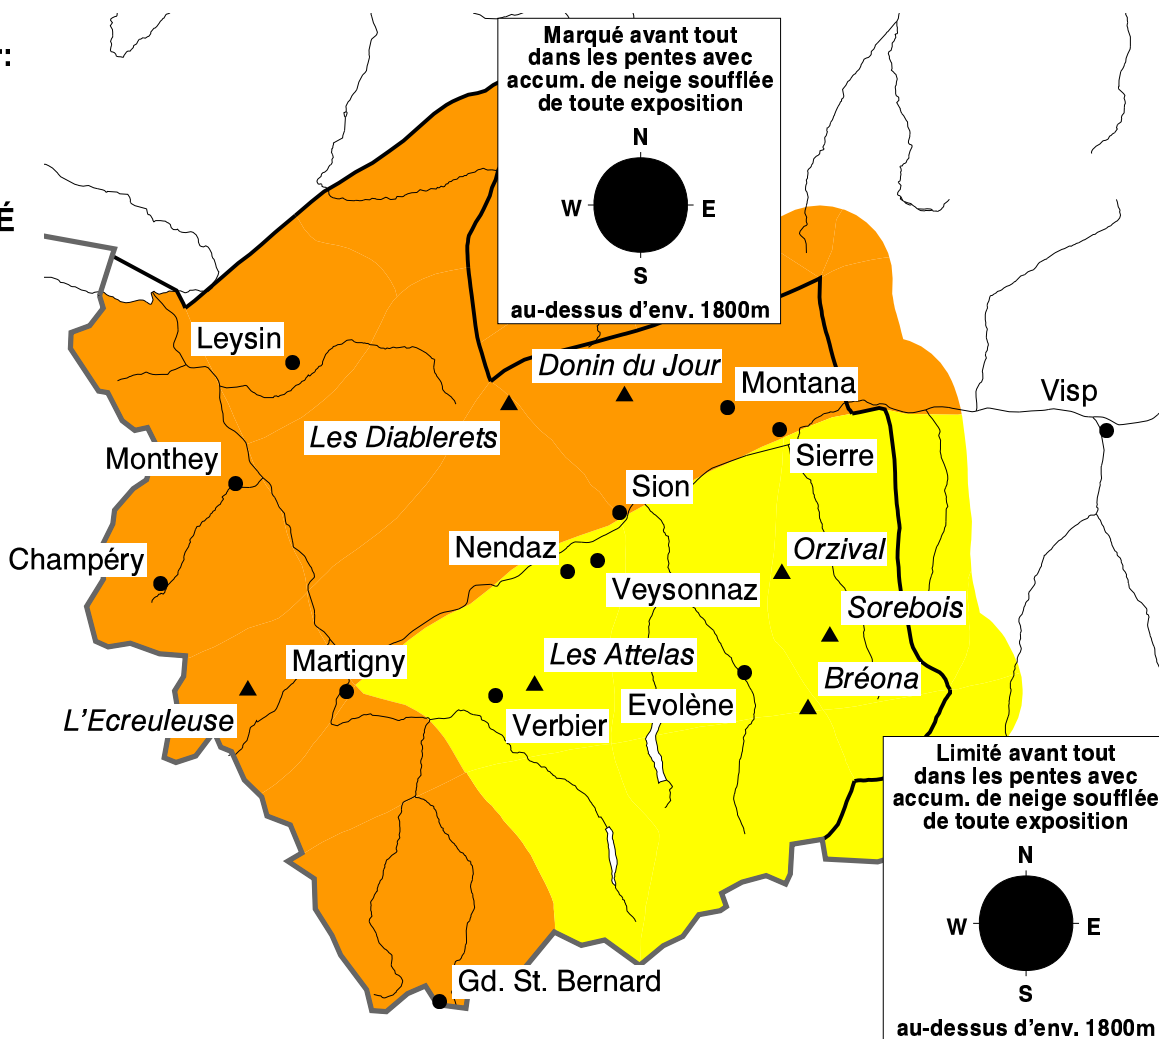 Marqué avant tout
dans les pentes avec
accum. de neige soufflée
de toute exposition
N
W
E
S
au-dessus d'env. 1800m
r:
É
Leysin
Donin du Jour
Montana
Visp
Les Diablerets
Monthey
Sierre
Sion
Champéry
Nendaz
Orzival
Veysonnaz
Sorebois
Martigny
Les Attelas
Bréona
L'Ecreuleuse
Verbier
Evolène
Gd. St. Bernard
Limité avant tout
dans les pentes avec
accum. de neige soufflée
de toute exposition
N
W
E
S
au-dessus d'env. 1800m